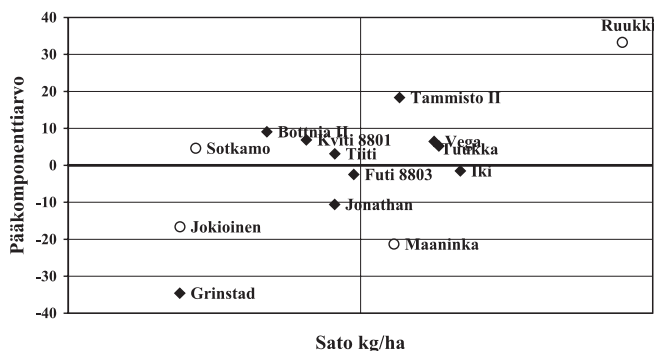 40
Ruukki
30
20
Tammisto II
10
Bottnia II
Kviti 8801
Vega
Sotkamo
Tiiti
Tuukka
0
Futi 8803
Iki
-10
Jonathan
Jokioinen
-20
Maaninka
-30
Grinstad
-40
Pääkomponenttiarvo
Sato kg/ha